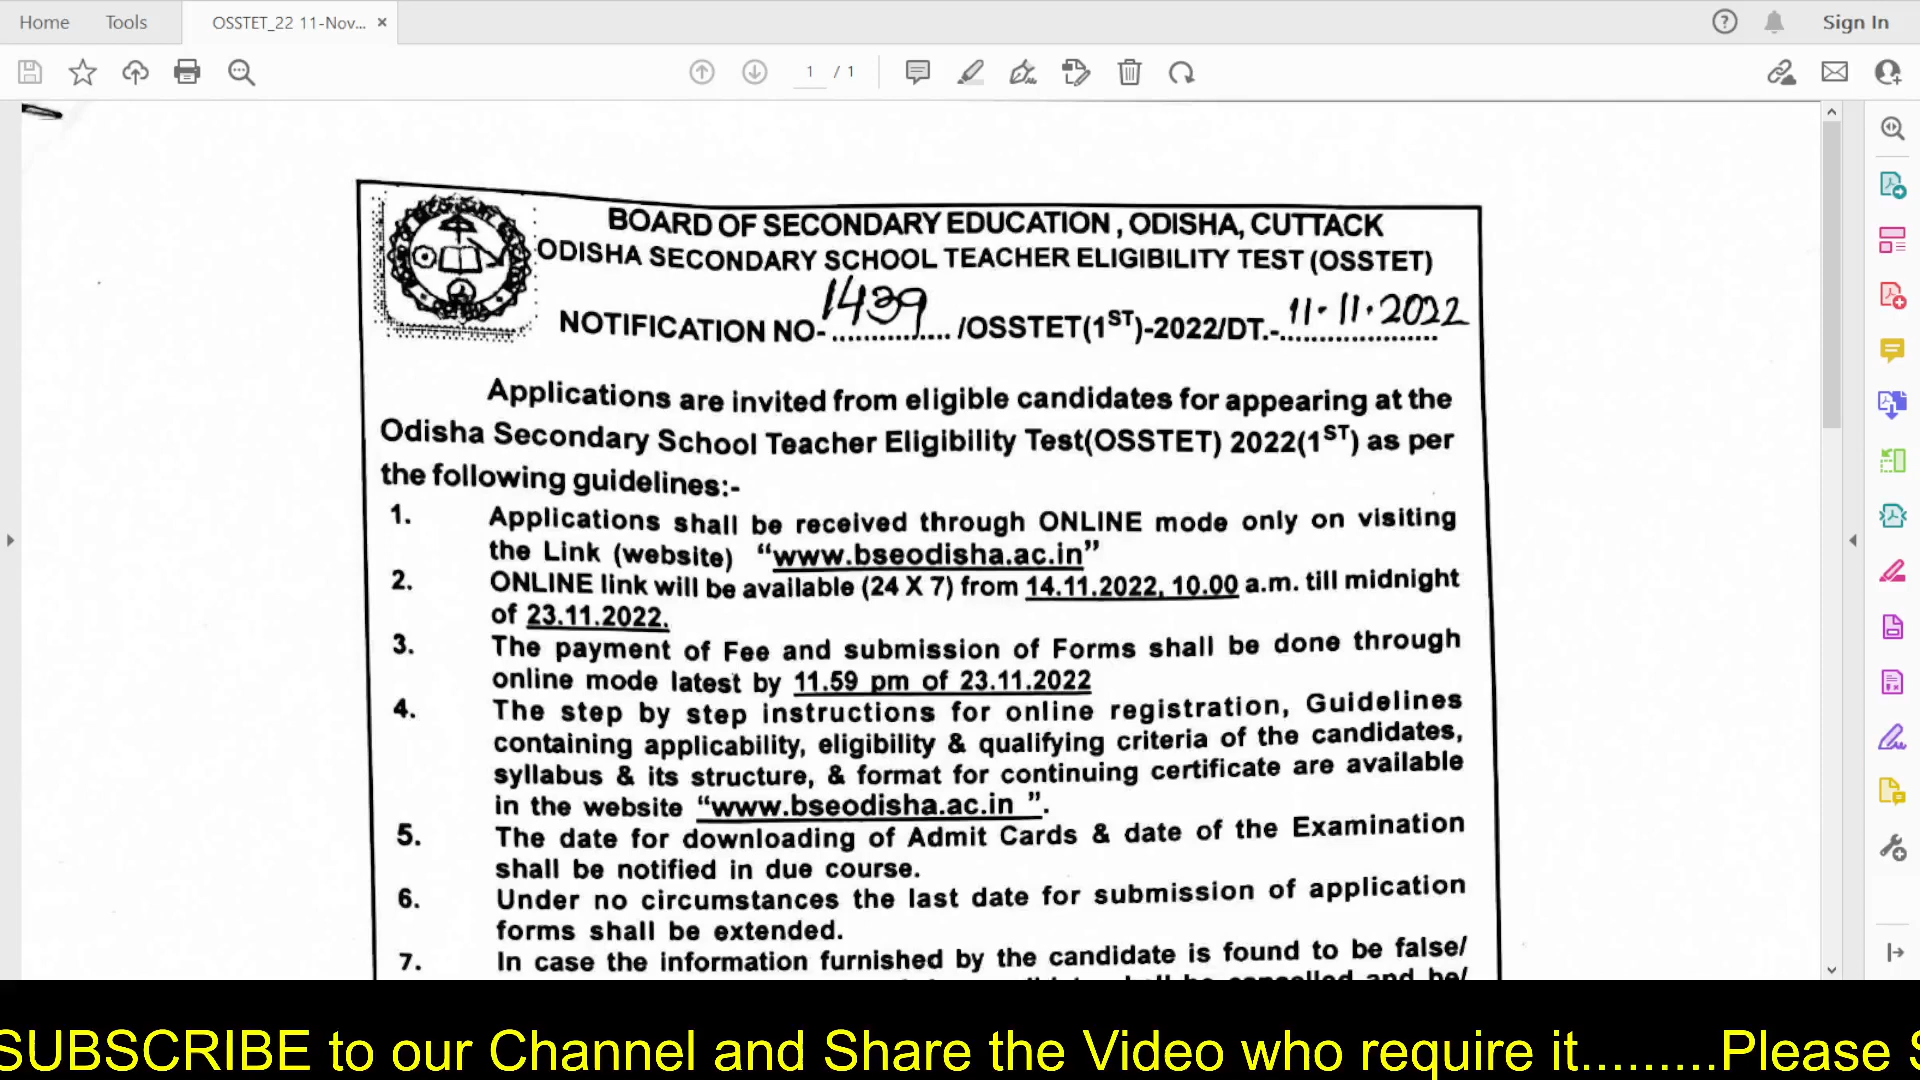 Home
Tools
OSSTET_22 11-Nov...
Sign In
1 / 1
BOARD OF SECONDARY EDUCATION, ODISHA, CUTTACK
ODISHA SECONDARY SCHOOL TEACHER ELIGIBILITY TEST (OSSTET)
NOTIFICATION NO-1439/OSSTET(1ST)-2022/DT.-11.11.2022
Applications are invited from eligible candidates for appearing at the
Odisha Secondary School Teacher Eligibility Test(OSSTET) 2022(1ST) as per
the following guidelines:-
1. Applications shall be received through ONLINE mode only on visiting
the Link (website) “www.bseodisha.ac.in”
2. ONLINE link will be available (24 X 7) from 14.11.2022, 10.00 a.m. till midnight
of 23.11.2022.
3. The payment of Fee and submission of Forms shall be done through
online mode latest by 11.59 pm of 23.11.2022
4. The step by step instructions for online registration, Guidelines
containing applicability, eligibility & qualifying criteria of the candidates,
syllabus & its structure, & format for continuing certificate are available
in the website “www.bseodisha.ac.in ”.
5. The date for downloading of Admit Cards & date of the Examination
shall be notified in due course.
6. Under no circumstances the last date for submission of application
forms shall be extended.
7. In case the information furnished by the candidate is found to be false/
SUBSCRIBE to our Channel and Share the Video who require it.........Please S